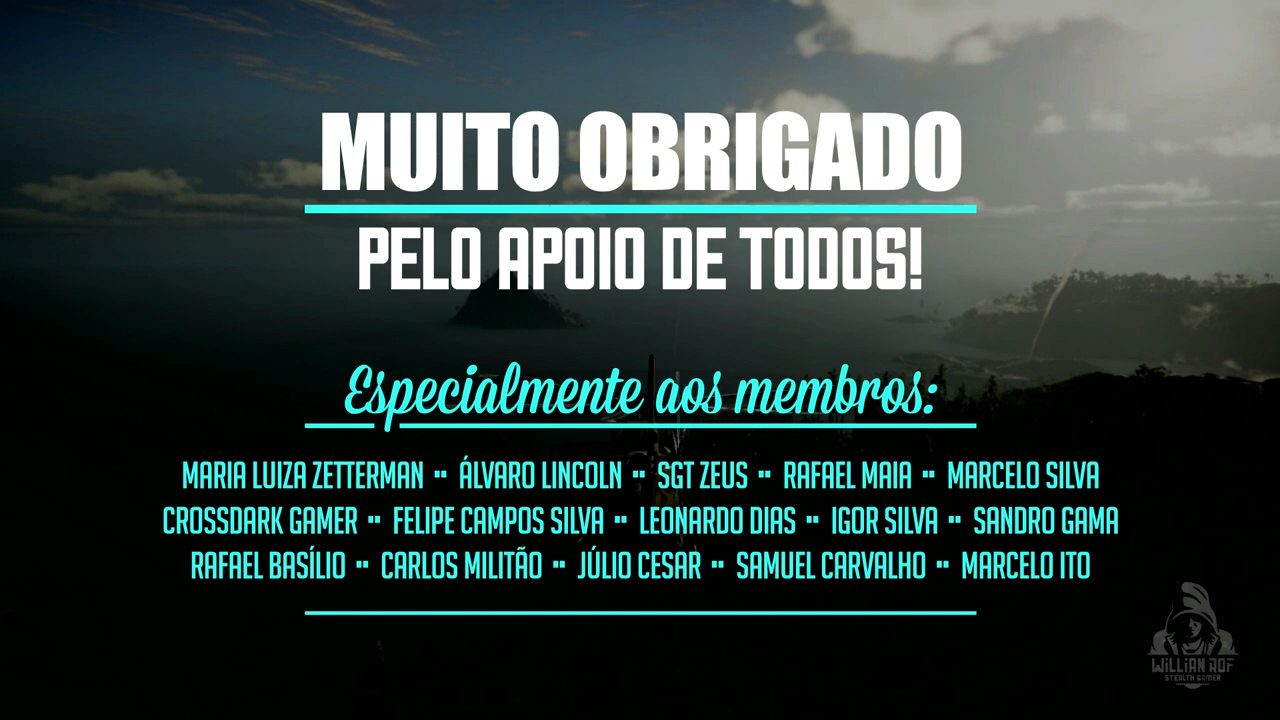 MUITO OBRIGADO
PELO APOIO DE TODOS!
Especialmente aos membros:
MARIA LUIZA ZETTERMAN ·· ÁLVARO LINCOLN ·· SGT ZEUS ·· RAFAEL MAIA ·· MARCELO SILVA
CROSSDARK GAMER ·· FELIPE CAMPOS SILVA ·· LEONARDO DIAS ·· IGOR SILVA ·· SANDRO GAMA
RAFAEL BASÍLIO ·· CARLOS MILITÃO ·· JÚLIO CESAR ·· SAMUEL CARVALHO ·· MARCELO ITO
WILLIAN ROF
STEALTH GAMER